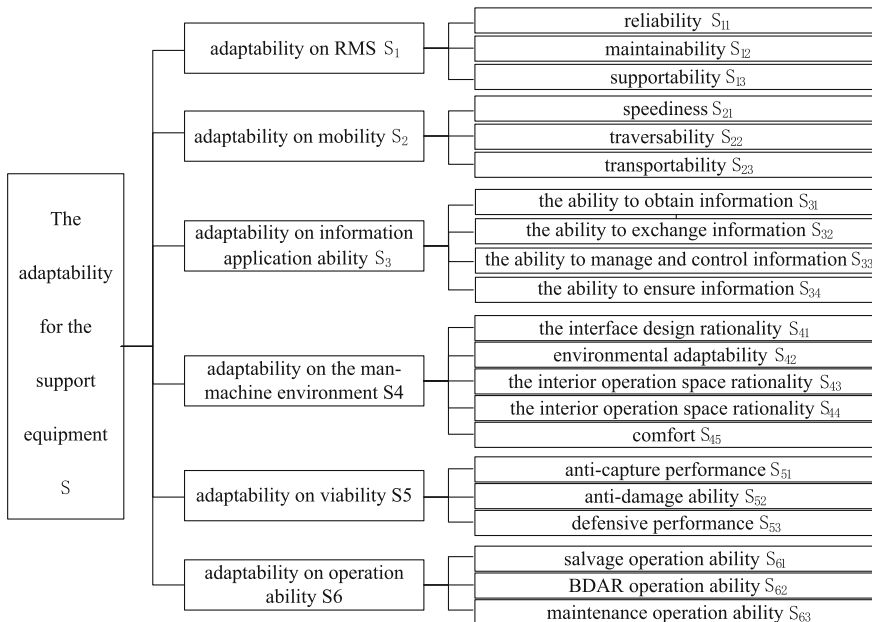 The
adaptability
for the
support
equipment
S
adaptability on RMS S₁
reliability S₁₁
maintainability S₁₂
supportability S₁₃
adaptability on mobility S₂
speediness S₂₁
traversability S₂₂
transportability S₂₃
adaptability on information
application ability S₃
the ability to obtain information S₃₁
the ability to exchange information S₃₂
the ability to manage and control information S₃₃
the ability to ensure information S₃₄
adaptability on the man-
machine environment S4
the interface design rationality S₄₁
environmental adaptability S₄₂
the interior operation space rationality S₄₃
the interior operation space rationality S₄₄
comfort S₄₅
adaptability on viability S5
anti-capture performance S₅₁
anti-damage ability S₅₂
defensive performance S₅₃
adaptability on operation
ability S6
salvage operation ability S₆₁
BDAR operation ability S₆₂
maintenance operation ability S₆₃